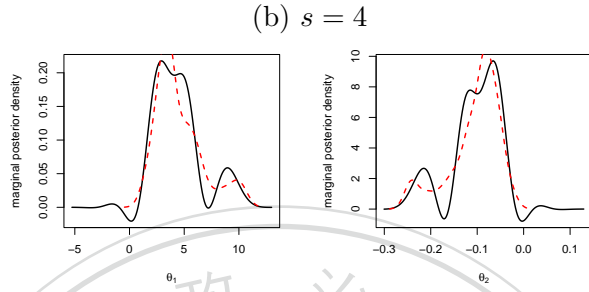 (b) s = 4
marginal posterior density
0.00 0.05 0.10 0.15 0.20
−5 0 5 10
θ1
marginal posterior density
0 2 4 6 8 10
−0.3 −0.2 −0.1 0.0 0.1
θ2
政 治